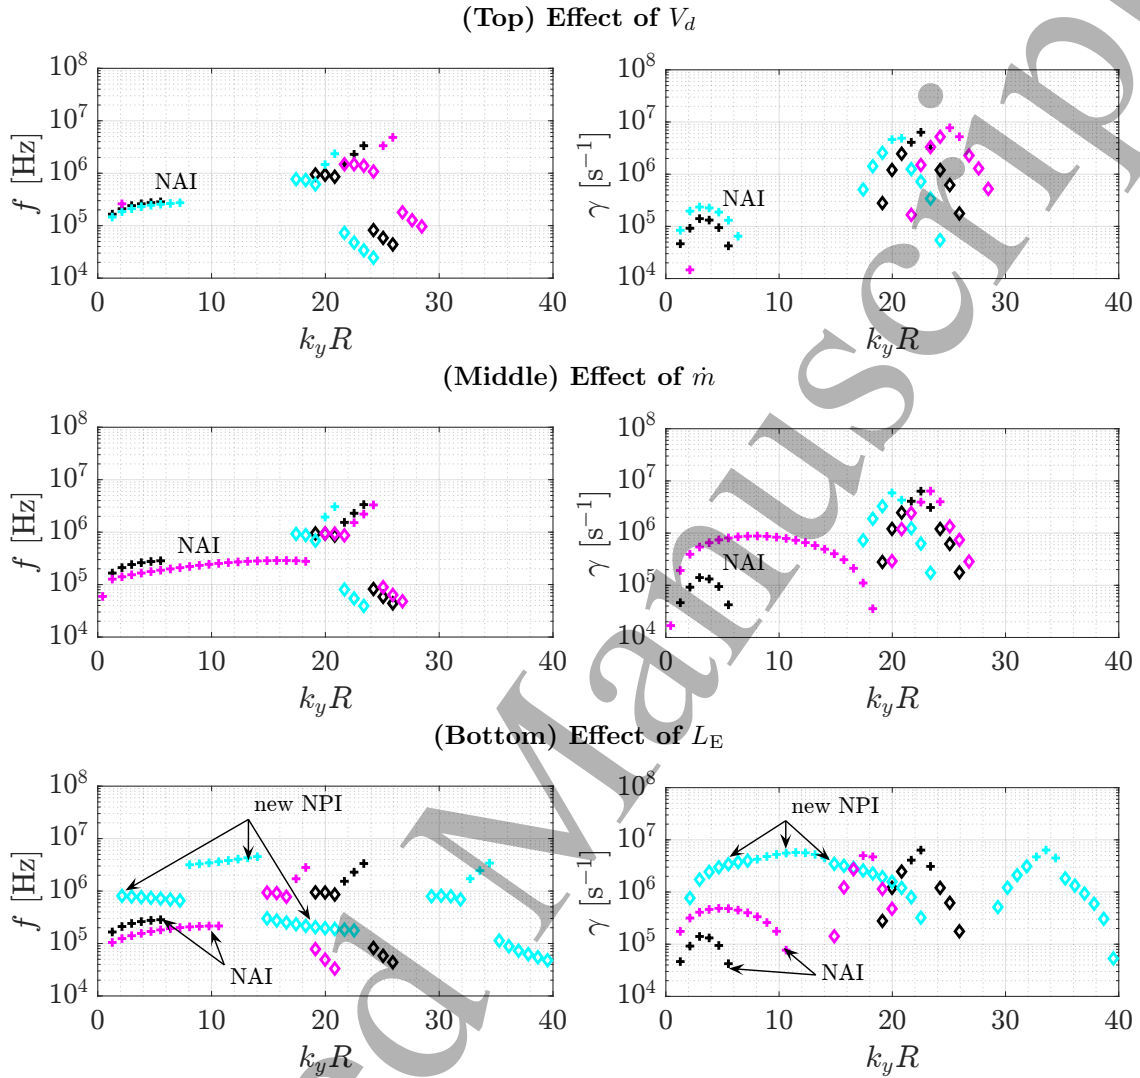 (Top) Effect of V_d
f [Hz]
10^8
10^7
10^6
10^5
10^4
NAI
0 10 20 30 40
k_yR
γ [s^−1]
10^8
10^7
10^6
10^5
10^4
NAI
0 10 20 30 40
k_yR
(Middle) Effect of ṁ
f [Hz]
10^8
10^7
10^6
10^5
10^4
NAI
0 10 20 30 40
k_yR
γ [s^−1]
10^8
10^7
10^6
10^5
10^4
NAI
0 10 20 30 40
k_yR
(Bottom) Effect of L_E
f [Hz]
10^8
10^7
10^6
10^5
10^4
new NPI
NAI
0 10 20 30 40
k_yR
γ [s^−1]
10^8
10^7
10^6
10^5
10^4
new NPI
NAI
0 10 20 30 40
k_yR
d Manuscrip